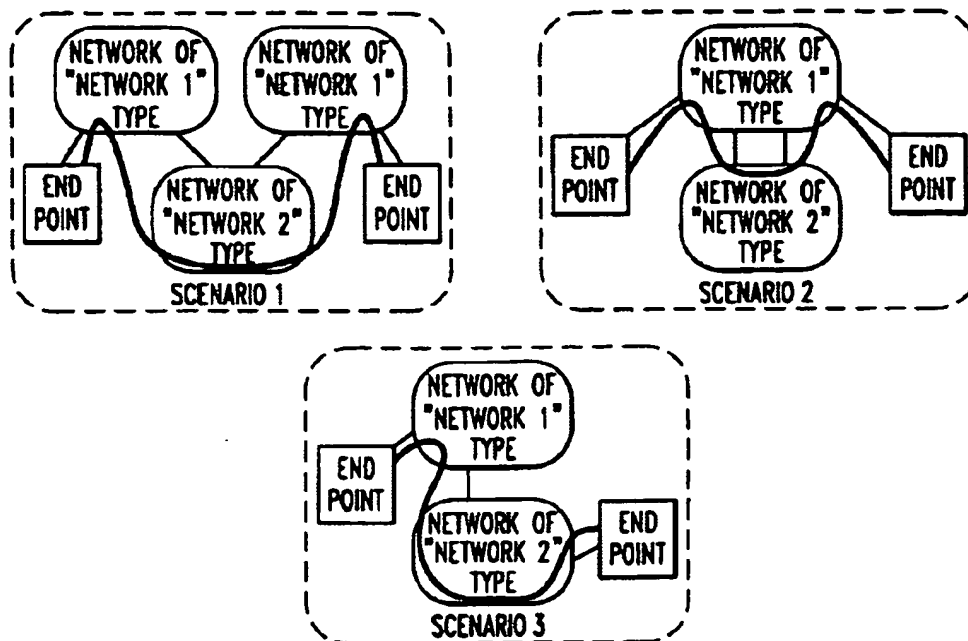 NETWORK OF
"NETWORK 1"
TYPE
NETWORK OF
"NETWORK 1"
TYPE
END
POINT
NETWORK OF
"NETWORK 2"
TYPE
END
POINT
SCENARIO 1
NETWORK OF
"NETWORK 1"
TYPE
END
POINT
NETWORK OF
"NETWORK 2"
TYPE
END
POINT
SCENARIO 2
NETWORK OF
"NETWORK 1"
TYPE
END
POINT
NETWORK OF
"NETWORK 2"
TYPE
END
POINT
SCENARIO 3